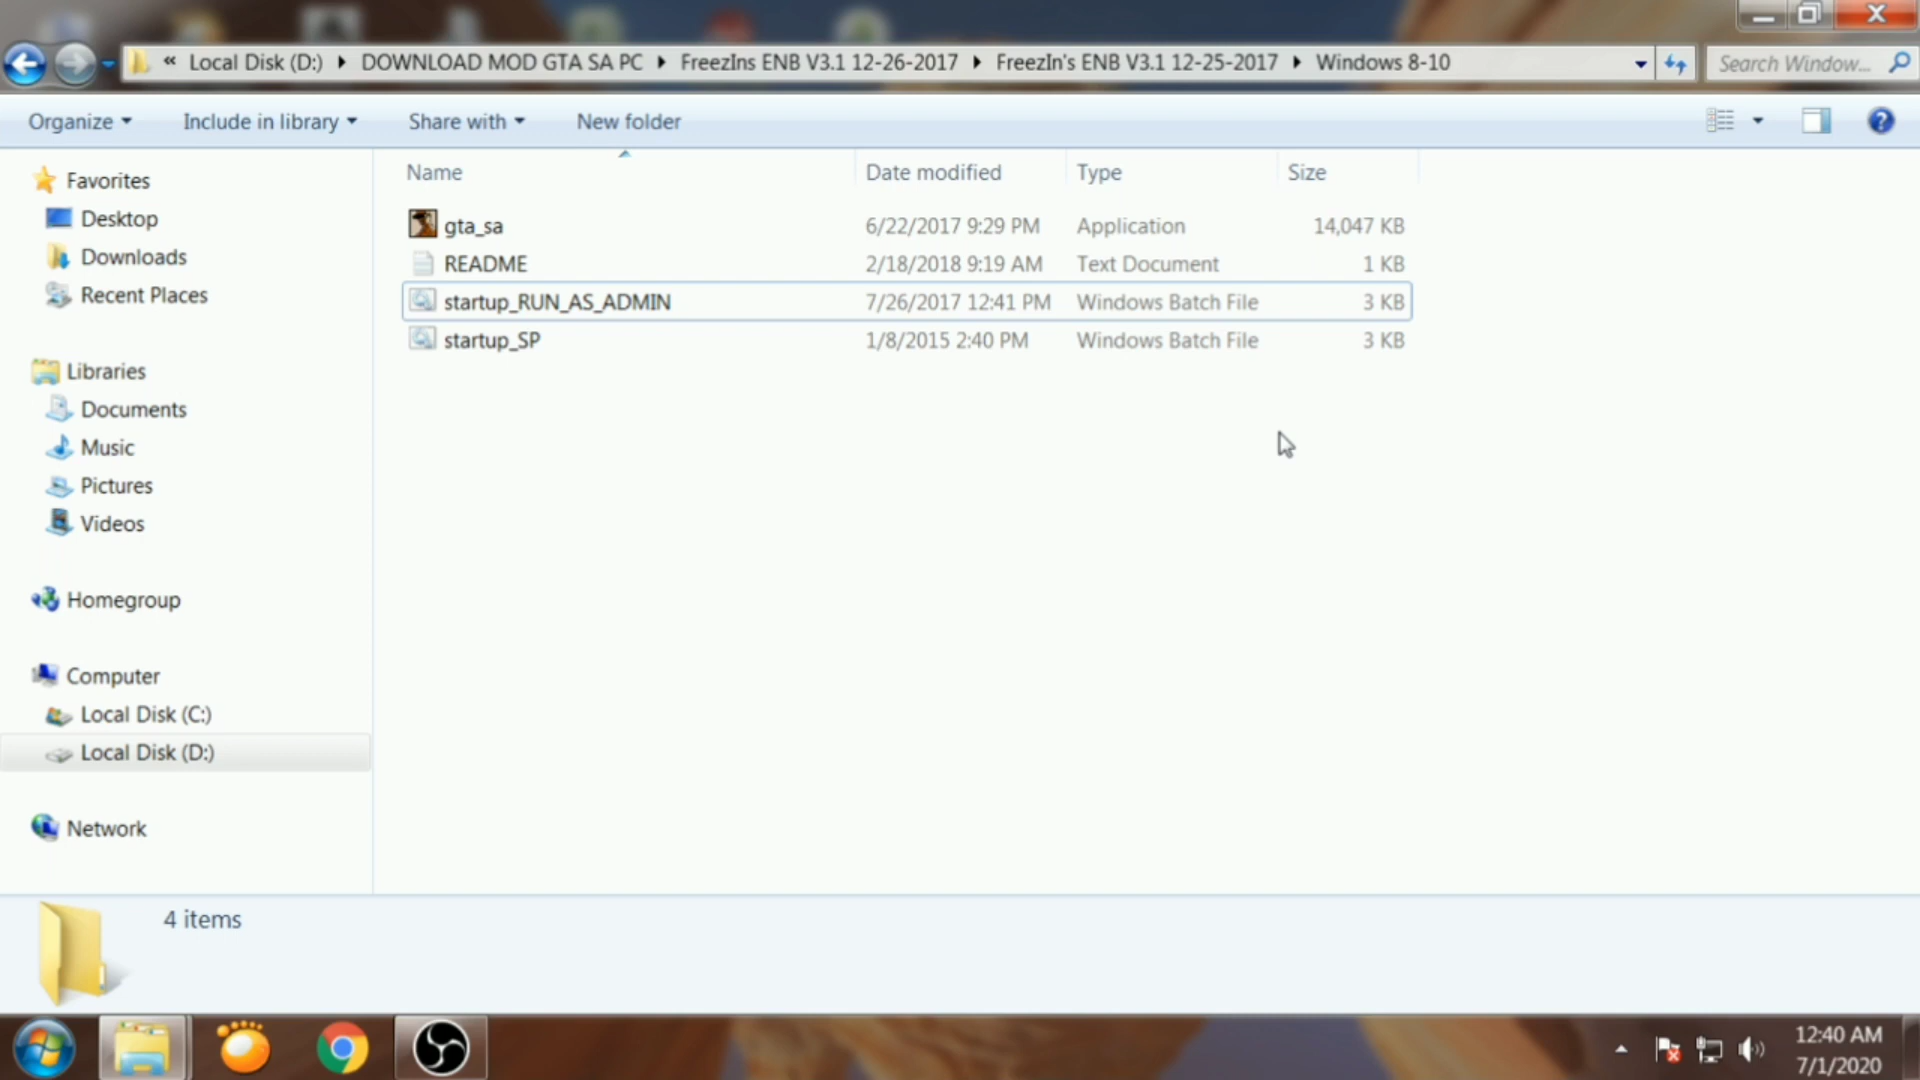 « Local Disk (D:) DOWNLOAD MOD GTA SA PC FreezIns ENB V3.1 12-26-2017 FreezIn's ENB V3.1 12-25-2017 Windows 8-10 Search Window...
Organize Include in library Share with New folder
Name Date modified Type Size
Favorites
Desktop
Downloads
Recent Places
Libraries
Documents
Music
Pictures
Videos
Homegroup
Computer
Local Disk (C:)
Local Disk (D:)
Network
gta_sa 6/22/2017 9:29 PM Application 14,047 KB
README 2/18/2018 9:19 AM Text Document 1 KB
startup_RUN_AS_ADMIN 7/26/2017 12:41 PM Windows Batch File 3 KB
startup_SP 1/8/2015 2:40 PM Windows Batch File 3 KB
4 items
12:40 AM
7/1/2020